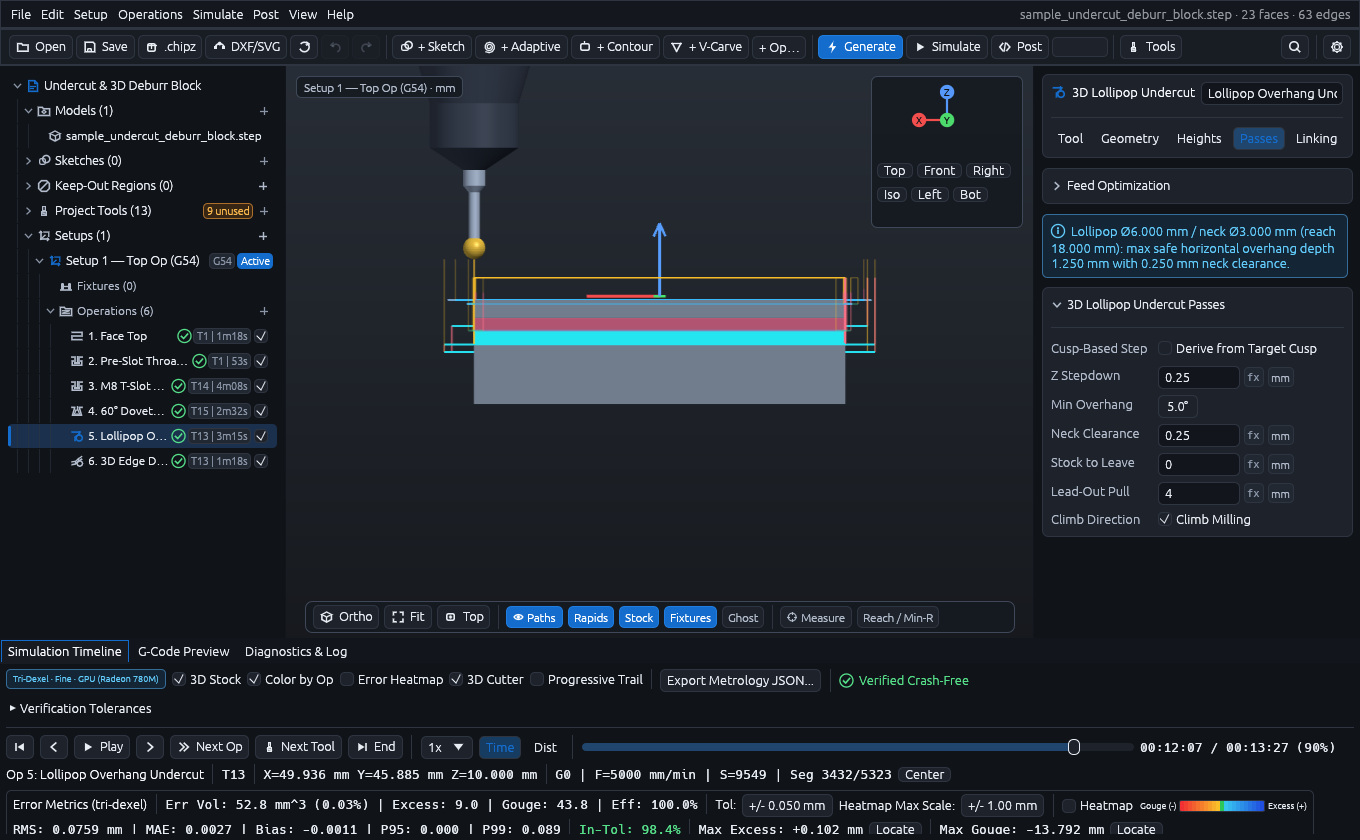 File Edit Setup Operations Simulate Post View Help
sample_undercut_deburr_block.step · 23 faces · 63 edges
Open Save .chipz DXF/SVG + Sketch + Adaptive + Contour + V-Carve + Op… Generate Simulate Post Tools
Undercut & 3D Deburr Block
Models (1) +
sample_undercut_deburr_block.step
Sketches (0) +
Keep-Out Regions (0) +
Project Tools (13) 9 unused +
Setups (1) +
Setup 1 — Top Op (G54) G54 Active
Fixtures (0)
Operations (6) +
1. Face Top T1 | 1m18s
2. Pre-Slot Throa… T1 | 53s
3. M8 T-Slot … T14 | 4m08s
4. 60° Dovet… T15 | 2m32s
5. Lollipop O… T13 | 3m15s
6. 3D Edge D… T13 | 1m18s
Setup 1 — Top Op (G54) · mm
Z
X Y
Top Front Right
Iso Left Bot
Ortho Fit Top Paths Rapids Stock Fixtures Ghost Measure Reach / Min-R
3D Lollipop Undercut Lollipop Overhang Und
Tool Geometry Heights Passes Linking
Feed Optimization
Lollipop Ø6.000 mm / neck Ø3.000 mm (reach
18.000 mm): max safe horizontal overhang depth
1.250 mm with 0.250 mm neck clearance.
3D Lollipop Undercut Passes
Cusp-Based Step Derive from Target Cusp
Z Stepdown 0.25 fx mm
Min Overhang 5.0°
Neck Clearance 0.25 fx mm
Stock to Leave 0 fx mm
Lead-Out Pull 4 fx mm
Climb Direction Climb Milling
Simulation Timeline G-Code Preview Diagnostics & Log
Tri-Dexel · Fine · GPU (Radeon 780M) 3D Stock Color by Op Error Heatmap 3D Cutter Progressive Trail Export Metrology JSON... Verified Crash-Free
Verification Tolerances
Play Next Op Next Tool End 1x Time Dist 00:12:07 / 00:13:27 (90%)
Op 5: Lollipop Overhang Undercut T13 X=49.936 mm Y=45.885 mm Z=10.000 mm G0 | F=5000 mm/min | S=9549 | Seg 3432/5323 Center
Error Metrics (tri-dexel) Err Vol: 52.8 mm^3 (0.03%) | Excess: 9.0 | Gouge: 43.8 | Eff: 100.0% Tol: +/- 0.050 mm Heatmap Max Scale: +/- 1.00 mm Heatmap Gouge (-) Excess (+)
RMS: 0.0759 mm | MAE: 0.0027 | Bias: -0.0011 | P95: 0.000 | P99: 0.089 In-Tol: 98.4% Max Excess: +0.102 mm Locate Max Gouge: -13.792 mm Locate